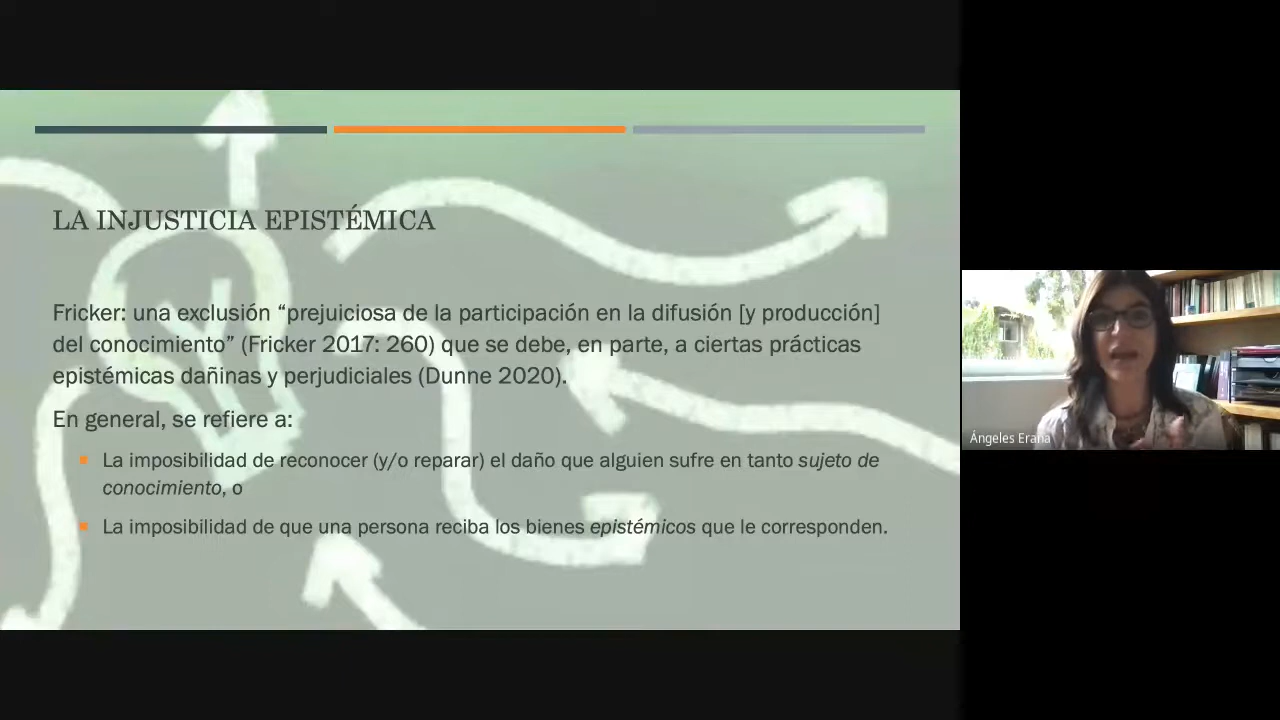 LA INJUSTICIA EPISTÉMICA
Fricker: una exclusión “prejuiciosa de la participación en la difusión [y producción]
del conocimiento” (Fricker 2017: 260) que se debe, en parte, a ciertas prácticas
epistémicas dañinas y perjudiciales (Dunne 2020).
En general, se refiere a:
La imposibilidad de reconocer (y/o reparar) el daño que alguien sufre en tanto sujeto de
conocimiento, o
La imposibilidad de que una persona reciba los bienes epistémicos que le corresponden.
Ángeles Eraña